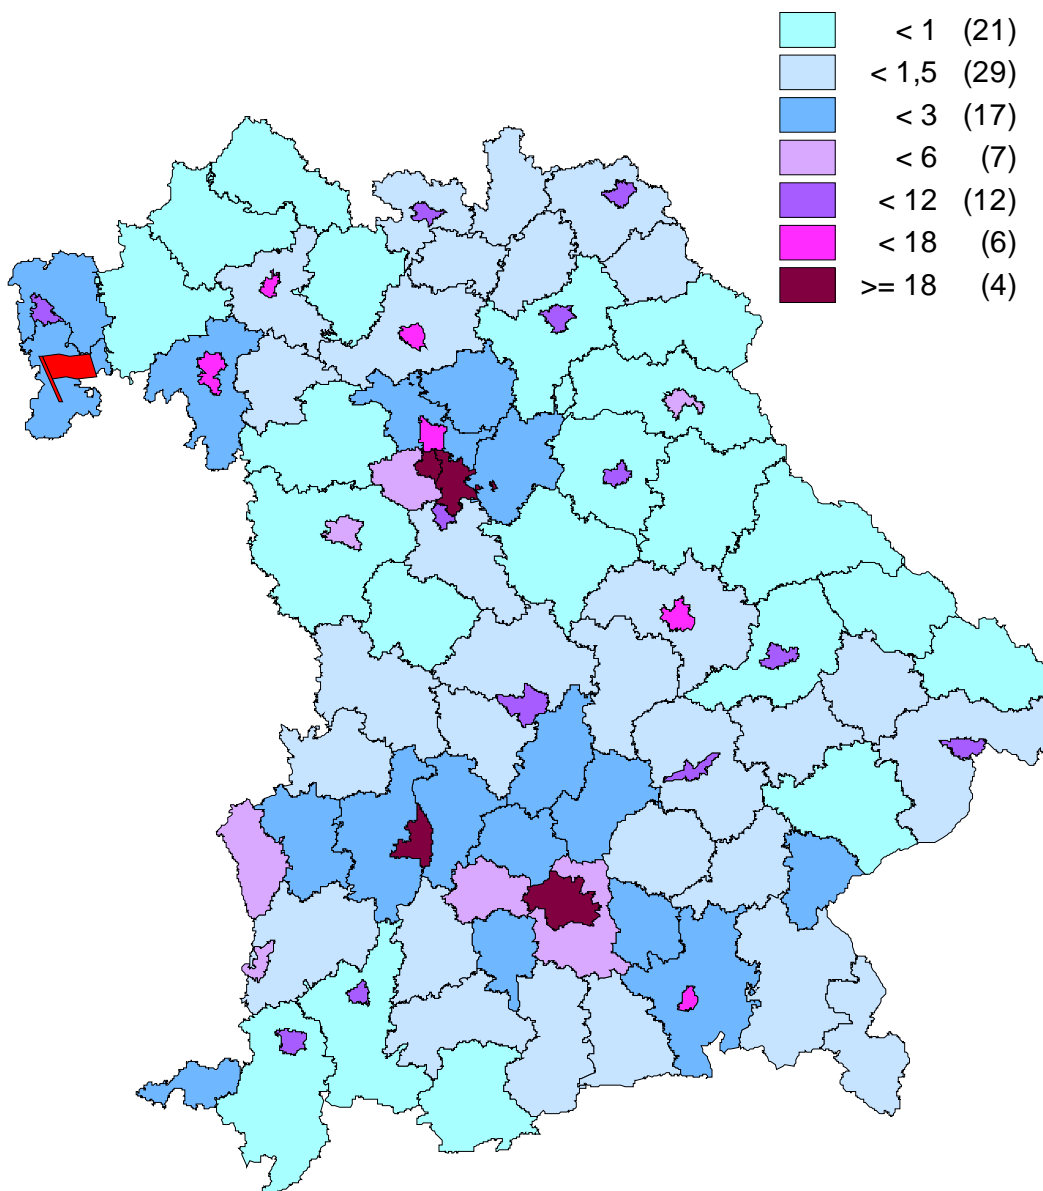 < 1 (21)
< 1,5 (29)
< 3 (17)
< 6 (7)
< 12 (12)
< 18 (6)
>= 18 (4)